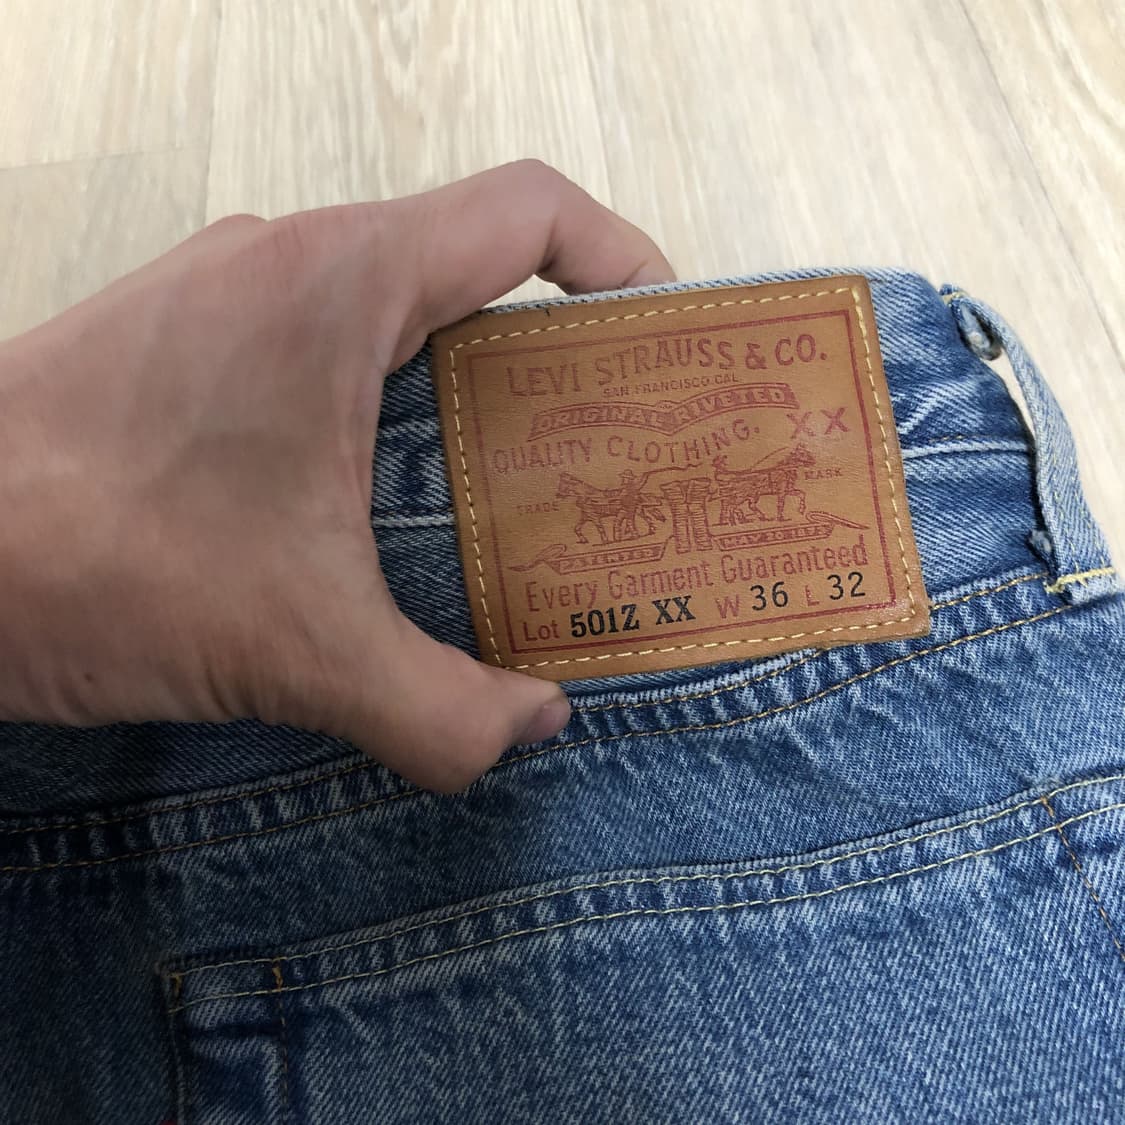 LEVI STRAUSS & CO.
SAN FRANCISCO CAL
ORIGINAL RIVETED
QUALITY CLOTHING. XX
TRADE MARK
PATENTED MAY 20 1873
Every Garment Guaranteed
Lot 501Z XX W 36 L 32